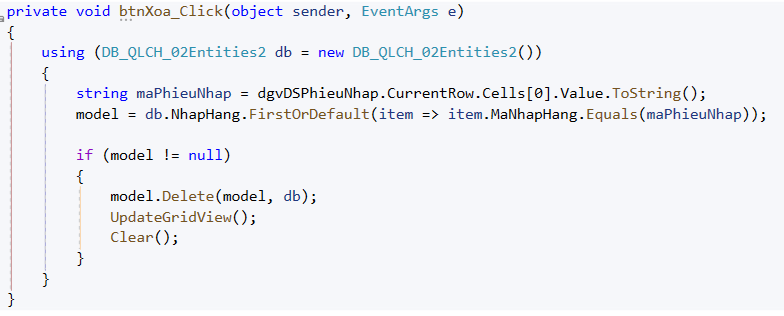 private void btnXoa_Click(object sender, EventArgs e)
{
    using (DB_QLCH_02Entities2 db = new DB_QLCH_02Entities2())
    {
        string maPhieuNhap = dgvDSPhieuNhap.CurrentRow.Cells[0].Value.ToString();
        model = db.NhapHang.FirstOrDefault(item => item.MaNhapHang.Equals(maPhieuNhap));

        if (model != null)
        {
            model.Delete(model, db);
            UpdateGridView();
            Clear();
        }
    }
}